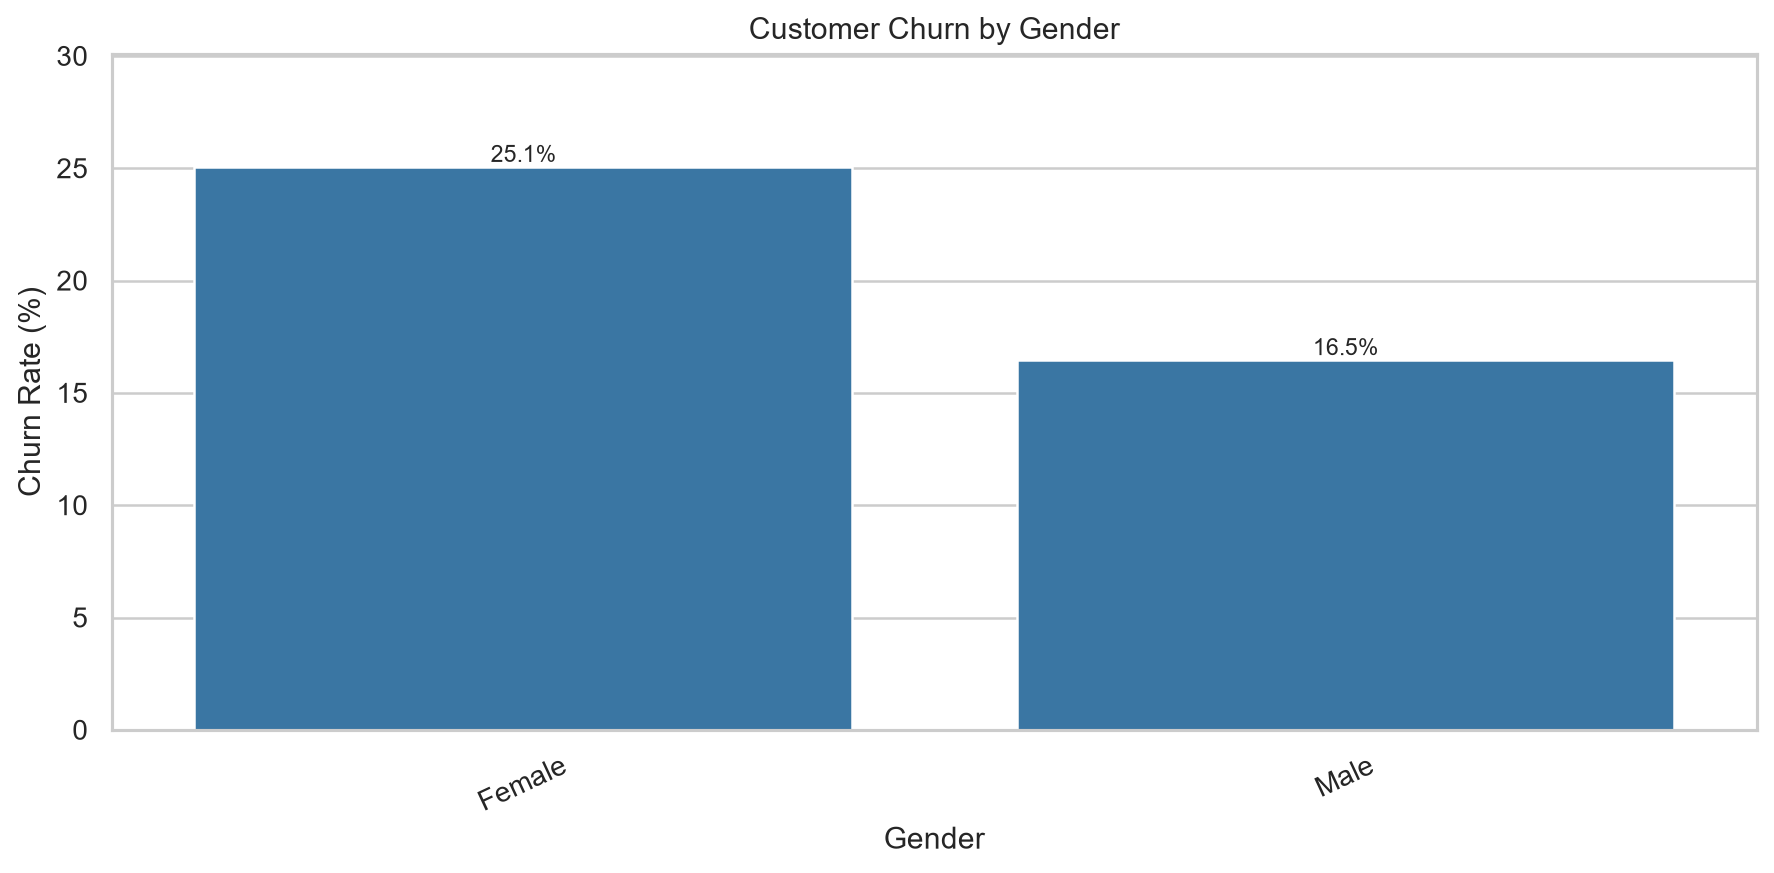 Customer Churn by Gender
30
25
20
15
10
5
0
Churn Rate (%)
25.1%
16.5%
Female
Male
Gender